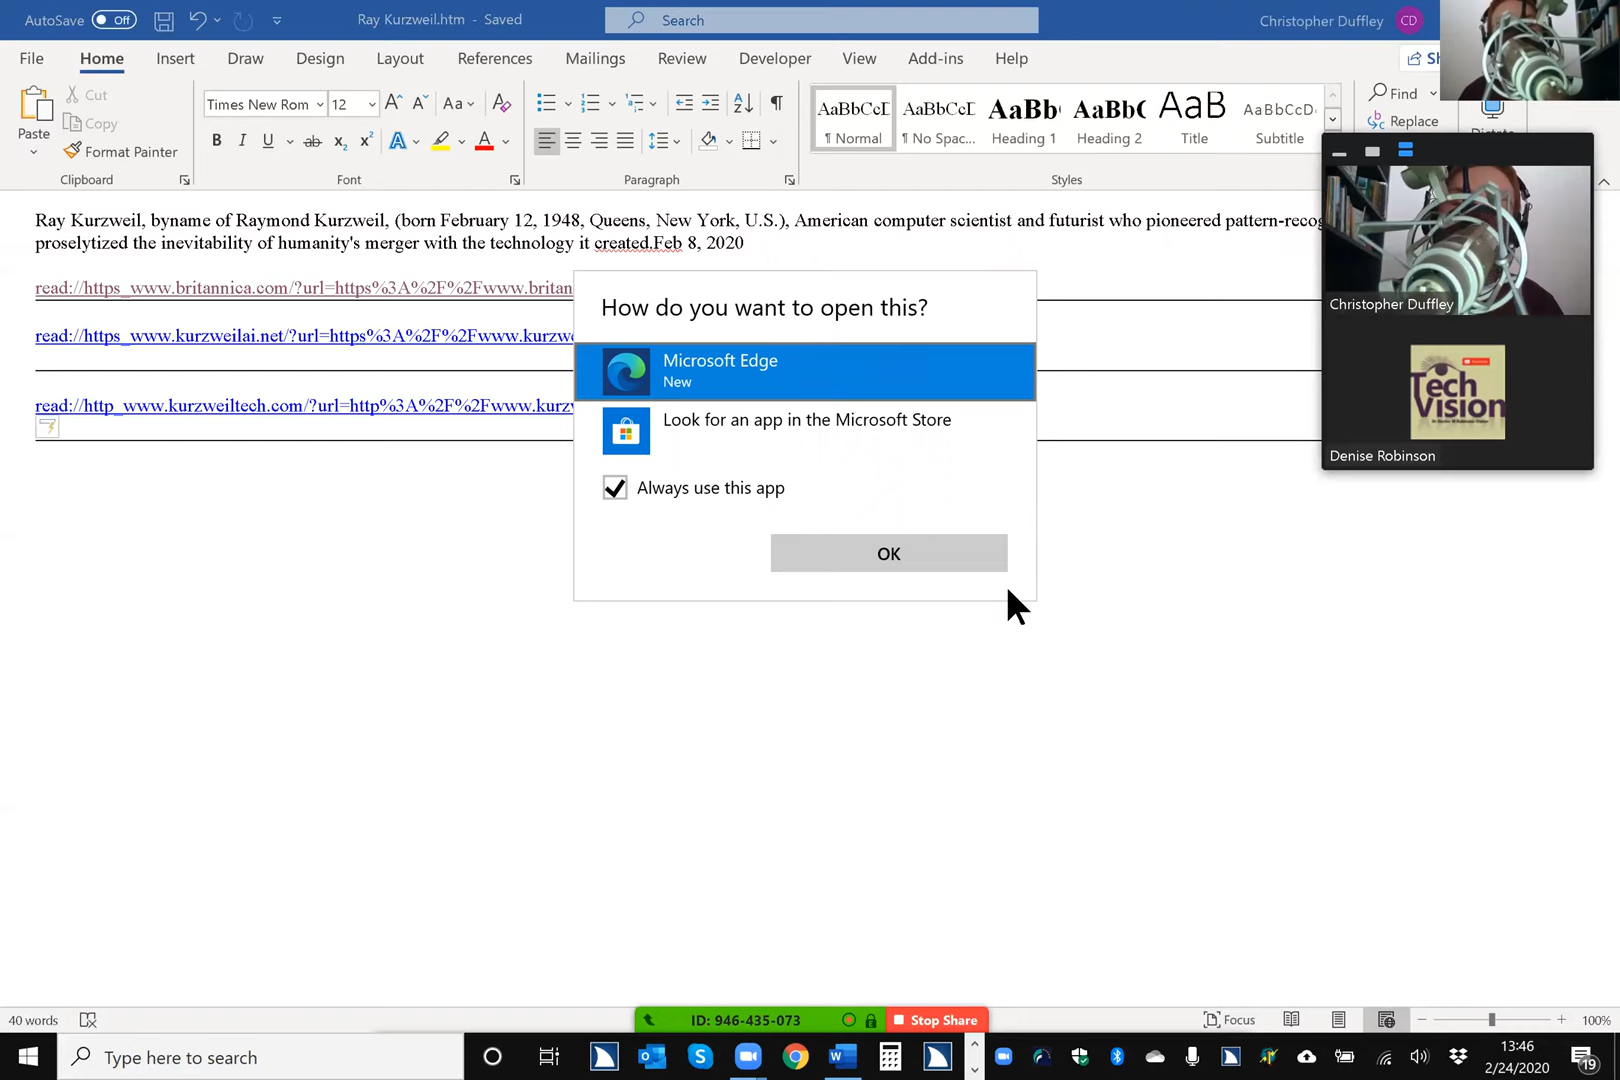 AutoSave Off Ray Kurzweil.htm - Saved Search Christopher Duffley CD
File Home Insert Draw Design Layout References Mailings Review Developer View Add-ins Help
Paste Cut Copy Format Painter
Times New Rom 12 Aa
B I U ab x₂ x² A A
AaBbCcI AaBbCcI AaBb( AaBb( AaB AaBbCcD
¶ Normal ¶ No Spac... Heading 1 Heading 2 Title Subtitle
Find
Replace
Clipboard Font Paragraph Styles
Ray Kurzweil, byname of Raymond Kurzweil, (born February 12, 1948, Queens, New York, U.S.), American computer scientist and futurist who pioneered
proselytized the inevitability of humanity's merger with the technology it created.Feb 8, 2020
read://https_www.britannica.com/?url=https%3A%2F%2Fwww.britan
read://https_www.kurzweilai.net/?url=https%3A%2F%2Fwww.kurzwe
read://http_www.kurzweiltech.com/?url=http%3A%2F%2Fwww.kurzv
How do you want to open this?
Microsoft Edge
New
Look for an app in the Microsoft Store
Always use this app
OK
Christopher Duffley
Tech
Vision
Denise Robinson
40 words ID: 946-435-073 Stop Share Focus 100%
Type here to search
13:46
2/24/2020
19